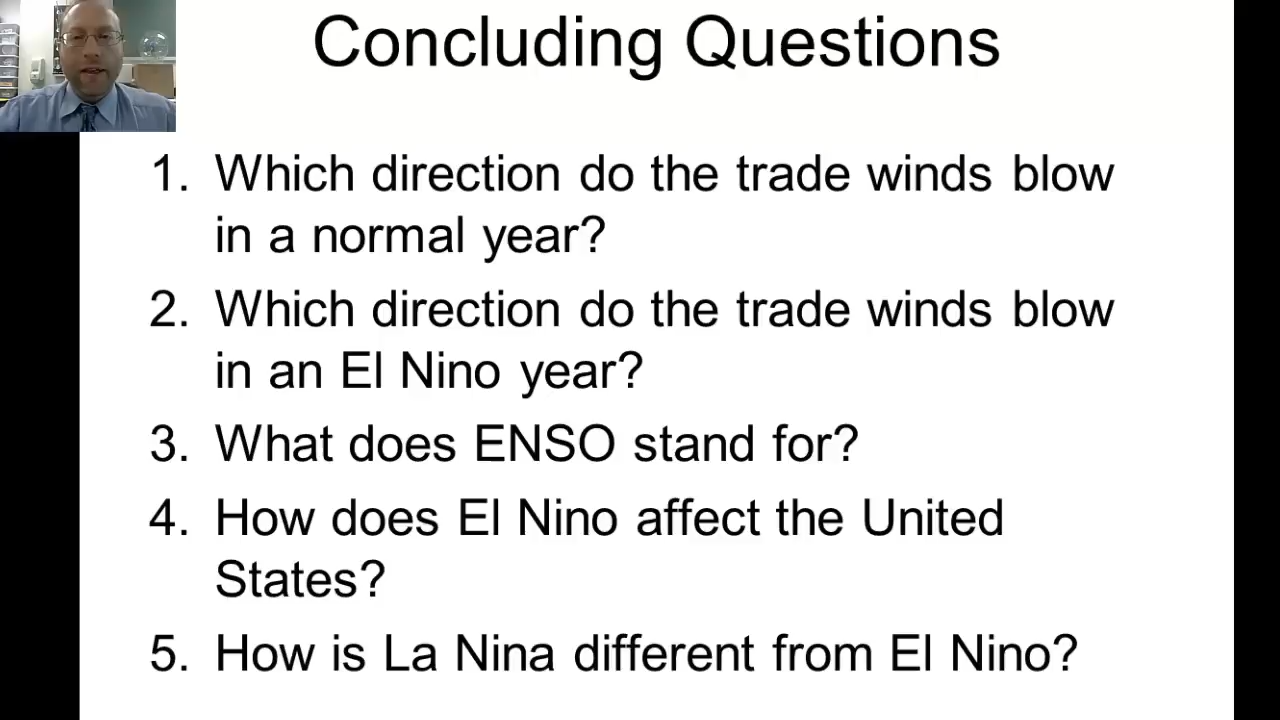 Concluding Questions
1. Which direction do the trade winds blow
in a normal year?
2. Which direction do the trade winds blow
in an El Nino year?
3. What does ENSO stand for?
4. How does El Nino affect the United
States?
5. How is La Nina different from El Nino?